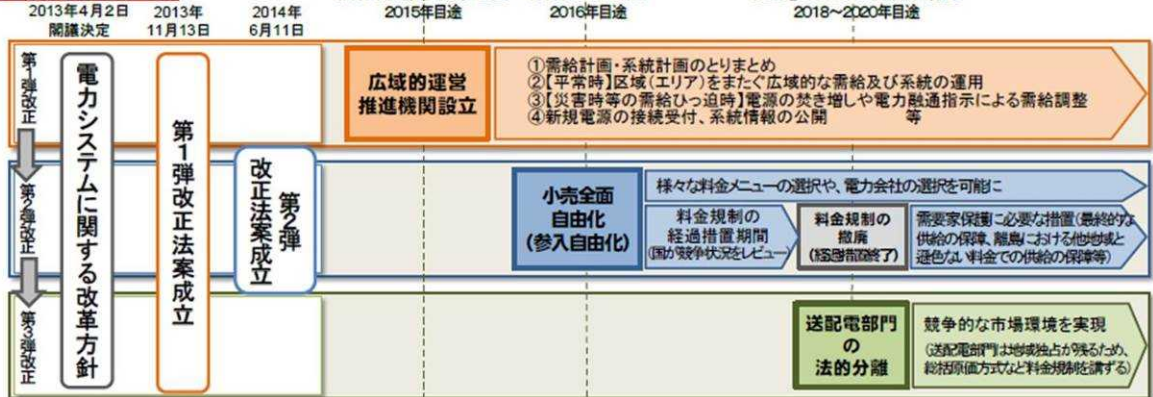 2013年4月2日
閣議決定
2013年
11月13日
2014年
6月11日
2015年目途
2016年目途
2018～2020年目途
第1弾改正
第2弾改正
第3弾改正
電力システムに関する改革方針
第1弾改正法案成立
第2弾
改正法案成立
広域的運営
推進機関設立
①需給計画・系統計画のとりまとめ
②【平常時】区域(エリア)をまたぐ広域的な需給及び系統の運用
③【災害時等の需給ひっ迫時】電源の焚き増しや電力融通指示による需給調整
④新規電源の接続受付、系統情報の公開　　等
小売全面
自由化
(参入自由化)
様々な料金メニューの選択や、電力会社の選択を可能に
料金規制の
経過措置期間
(国が競争状況をレビュー)
料金規制の
撤廃
(経過措置終了)
需要家保護に必要な措置(最終的な
供給の保障、離島における他地域と
遜色ない料金での供給の保障等)
送配電部門
の
法的分離
競争的な市場環境を実現
(送配電部門は地域独占が残るため、
総括原価方式など料金規制を講ずる)